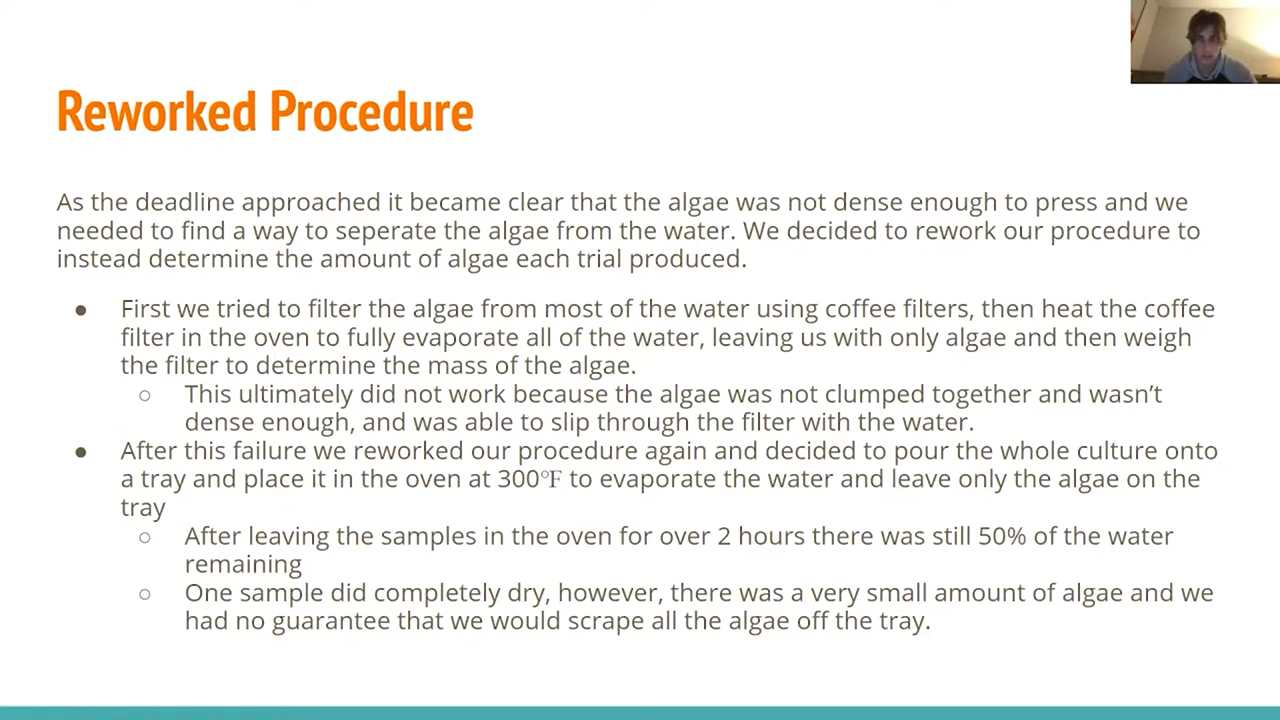 Reworked Procedure
As the deadline approached it became clear that the algae was not dense enough to press and we
needed to find a way to seperate the algae from the water. We decided to rework our procedure to
instead determine the amount of algae each trial produced.
● First we tried to filter the algae from most of the water using coffee filters, then heat the coffee
filter in the oven to fully evaporate all of the water, leaving us with only algae and then weigh
the filter to determine the mass of the algae.
○ This ultimately did not work because the algae was not clumped together and wasn’t
dense enough, and was able to slip through the filter with the water.
● After this failure we reworked our procedure again and decided to pour the whole culture onto
a tray and place it in the oven at 300°F to evaporate the water and leave only the algae on the
tray
○ After leaving the samples in the oven for over 2 hours there was still 50% of the water
remaining
○ One sample did completely dry, however, there was a very small amount of algae and we
had no guarantee that we would scrape all the algae off the tray.